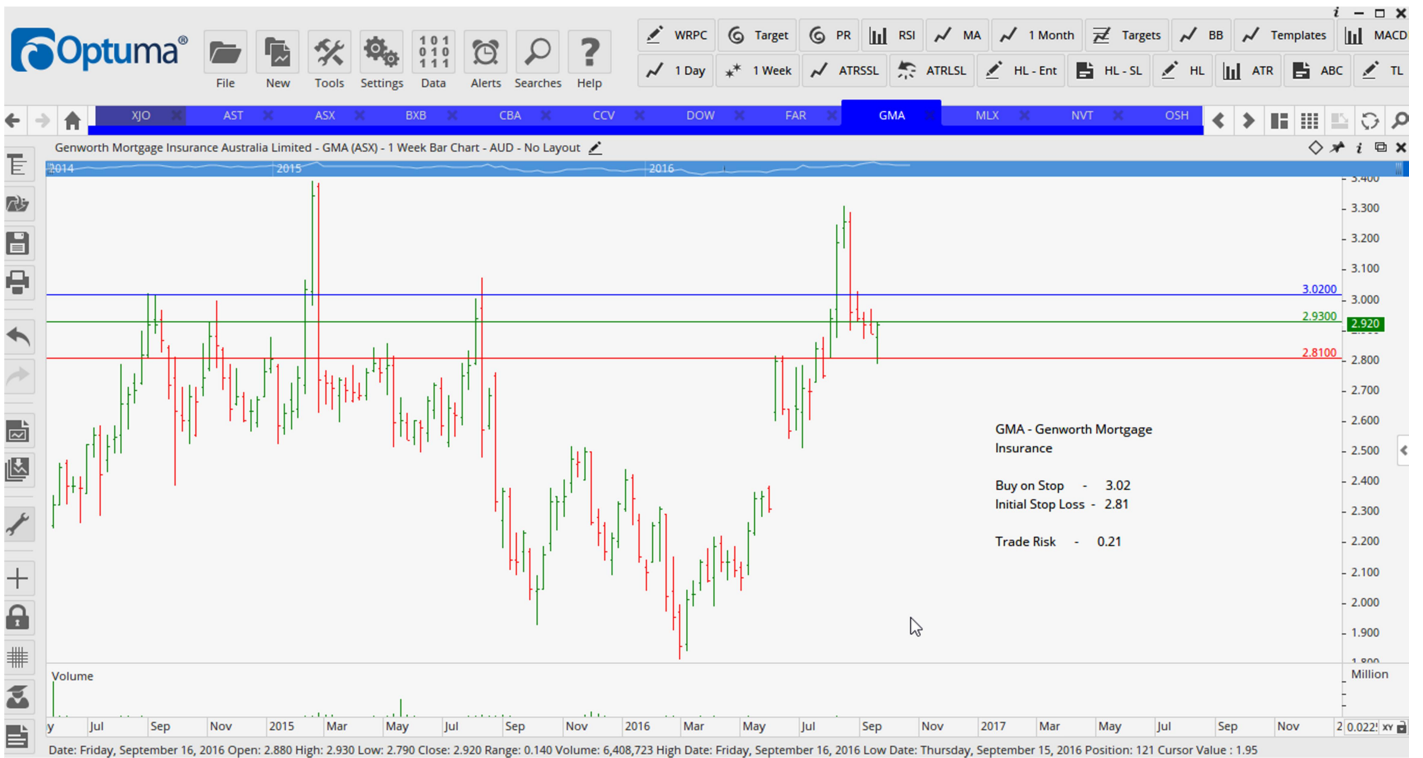 i
Optuma®
File New Tools Settings Data Alerts Searches Help
101
010
111
WRPC Target PR RSI MA 1 Month Targets BB Templates MACD
1 Day 1 Week ATRSSL ATRLSL HL - Ent HL - SL HL ATR ABC TL
XJO AST ASX BXB CBA CCV DOW FAR GMA MLX NVT OSH
Genworth Mortgage Insurance Australia Limited - GMA (ASX) - 1 Week Bar Chart - AUD - No Layout
2014 2015 2016
3.400
3.300
3.200
3.100
3.0200
3.000
2.9300
2.920
2.8100
2.800
2.700
2.600
GMA - Genworth Mortgage
Insurance
2.500
Buy on Stop - 3.02
2.400
Initial Stop Loss - 2.81
2.300
Trade Risk - 0.21
2.200
2.100
2.000
1.900
1.800
Volume
Million
y Jul Sep Nov 2015 Mar May Jul Sep Nov 2016 Mar May Jul Sep Nov 2017 Mar May Jul Sep Nov 2 0.022! XY
Date: Friday, September 16, 2016 Open: 2.880 High: 2.930 Low: 2.790 Close: 2.920 Range: 0.140 Volume: 6,408,723 High Date: Friday, September 16, 2016 Low Date: Thursday, September 15, 2016 Position: 121 Cursor Value : 1.95